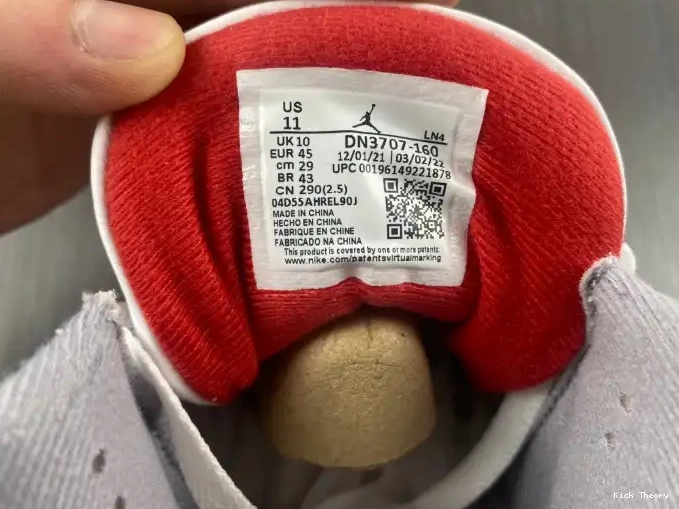 US
11
LN4
UK 10
DN3707-160
EUR 45
12/01/21 | 03/02/22
cm 29
UPC 00196149221878
BR 43
CN 290(2.5)
04D55AHREL90J
MADE IN CHINA
HECHO EN CHINA
FABRIQUE EN CHINE
FABRICADO NA CHINA
This product is covered by one or more patents:
www.nike.com/patentsvirtualmarking
Kick Theory